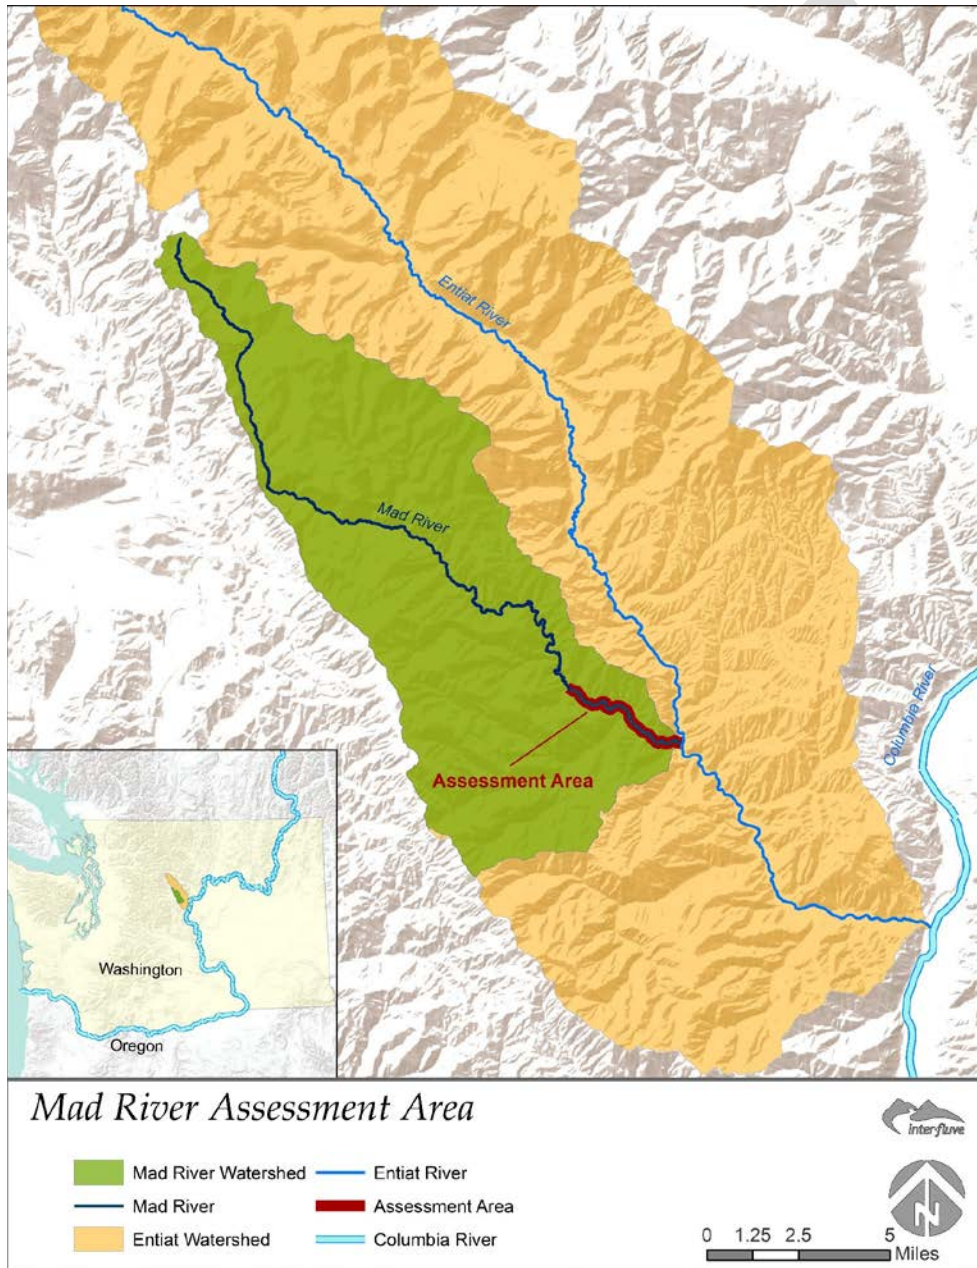 Entiat River
Mad River
Columbia River
Assessment Area
Washington
Oregon
Mad River Assessment Area
interfluve
Mad River Watershed
Entiat River
Mad River
Assessment Area
Entiat Watershed
Columbia River
N
0 1.25 2.5 5
Miles